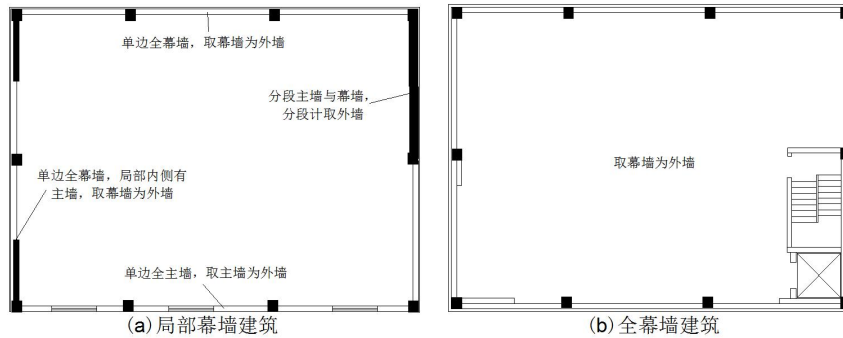 单边全幕墙，取幕墙为外墙
分段主墙与幕墙，
分段计取外墙
单边全幕墙，局部内侧有
主墙，取幕墙为外墙
单边全主墙，取主墙为外墙
(a)局部幕墙建筑
取幕墙为外墙
(b)全幕墙建筑